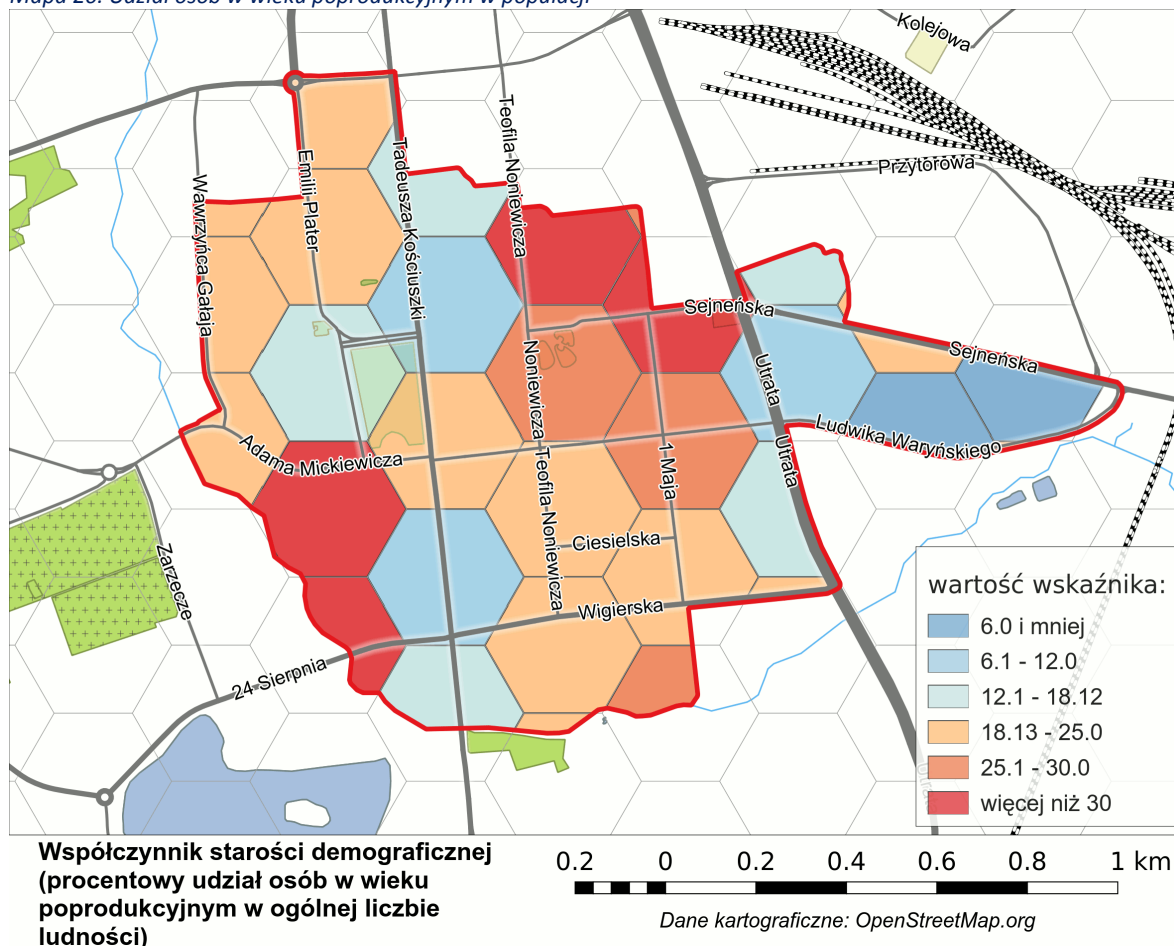 Mapa 26. Udział osób w wieku poprodukcyjnym w populacji
Kolejowa
Teofila-Noniewicza
Tadeusza Kościuszki
Emilii-Plater
Przytorowa
Wawrzyńca Gałaja
Sejneńska
Sejneńska
Utrata
Noniewicza
Ludwika Waryńskiego
Adama Mickiewicza
Utrata
1 Maja
Teofila-Noniewicza
Ciesielska
Zarzecze
Wigierska
24 Sierpnia
wartość wskaźnika:
6.0 i mniej
6.1 - 12.0
12.1 - 18.12
18.13 - 25.0
25.1 - 30.0
więcej niż 30
Utrata
Współczynnik starości demograficznej
(procentowy udział osób w wieku
poprodukcyjnym w ogólnej liczbie
ludności)
0.2 0 0.2 0.4 0.6 0.8 1 km
Dane kartograficzne: OpenStreetMap.org